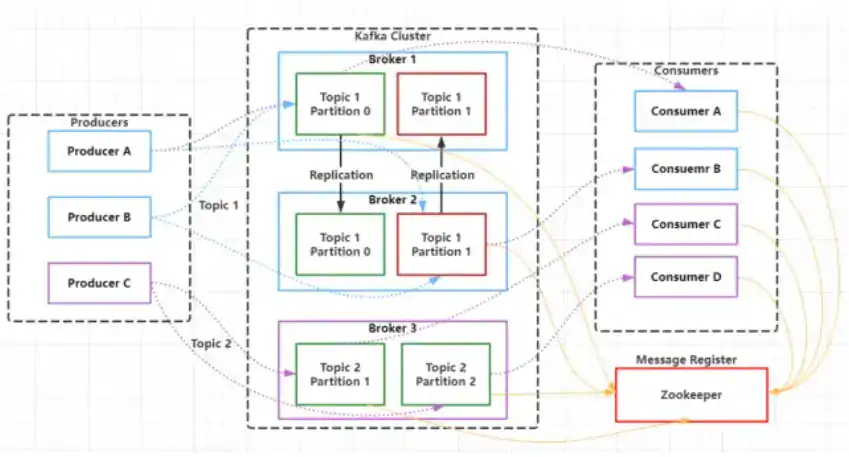 Kafka Cluster
Broker 1
Topic 1
Partition 0
Topic 1
Partition 1
Replication
Replication
Broker 2
Topic 1
Partition 0
Topic 1
Partition 1
Broker 3
Topic 2
Partition 1
Topic 2
Partition 2
Producers
Producer A
Producer B
Producer C
Topic 1
Topic 2
Consumers
Consumer A
Consuemr B
Consumer C
Consumer D
Message Register
Zookeeper